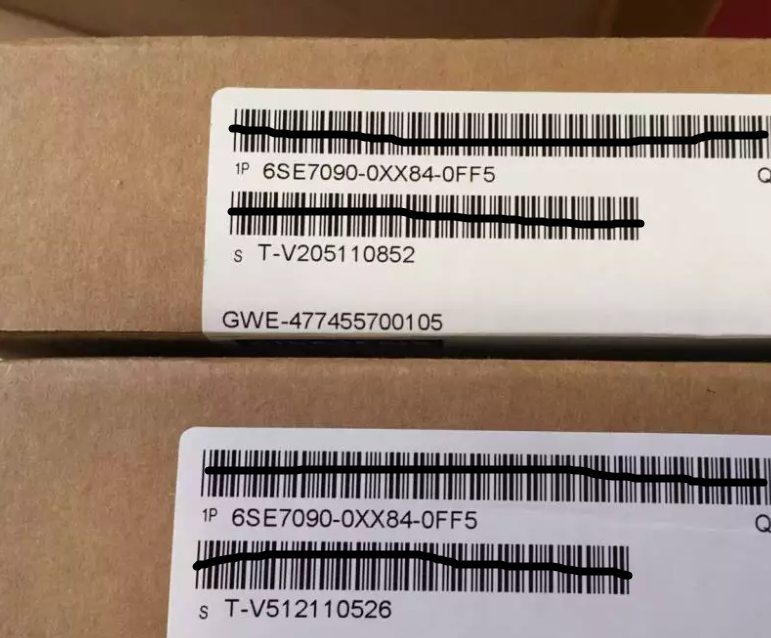 1P 6SE7090-0XX84-0FF5 Q
S T-V205110852
GWE-477455700105
1P 6SE7090-0XX84-0FF5 Q
S T-V512110526